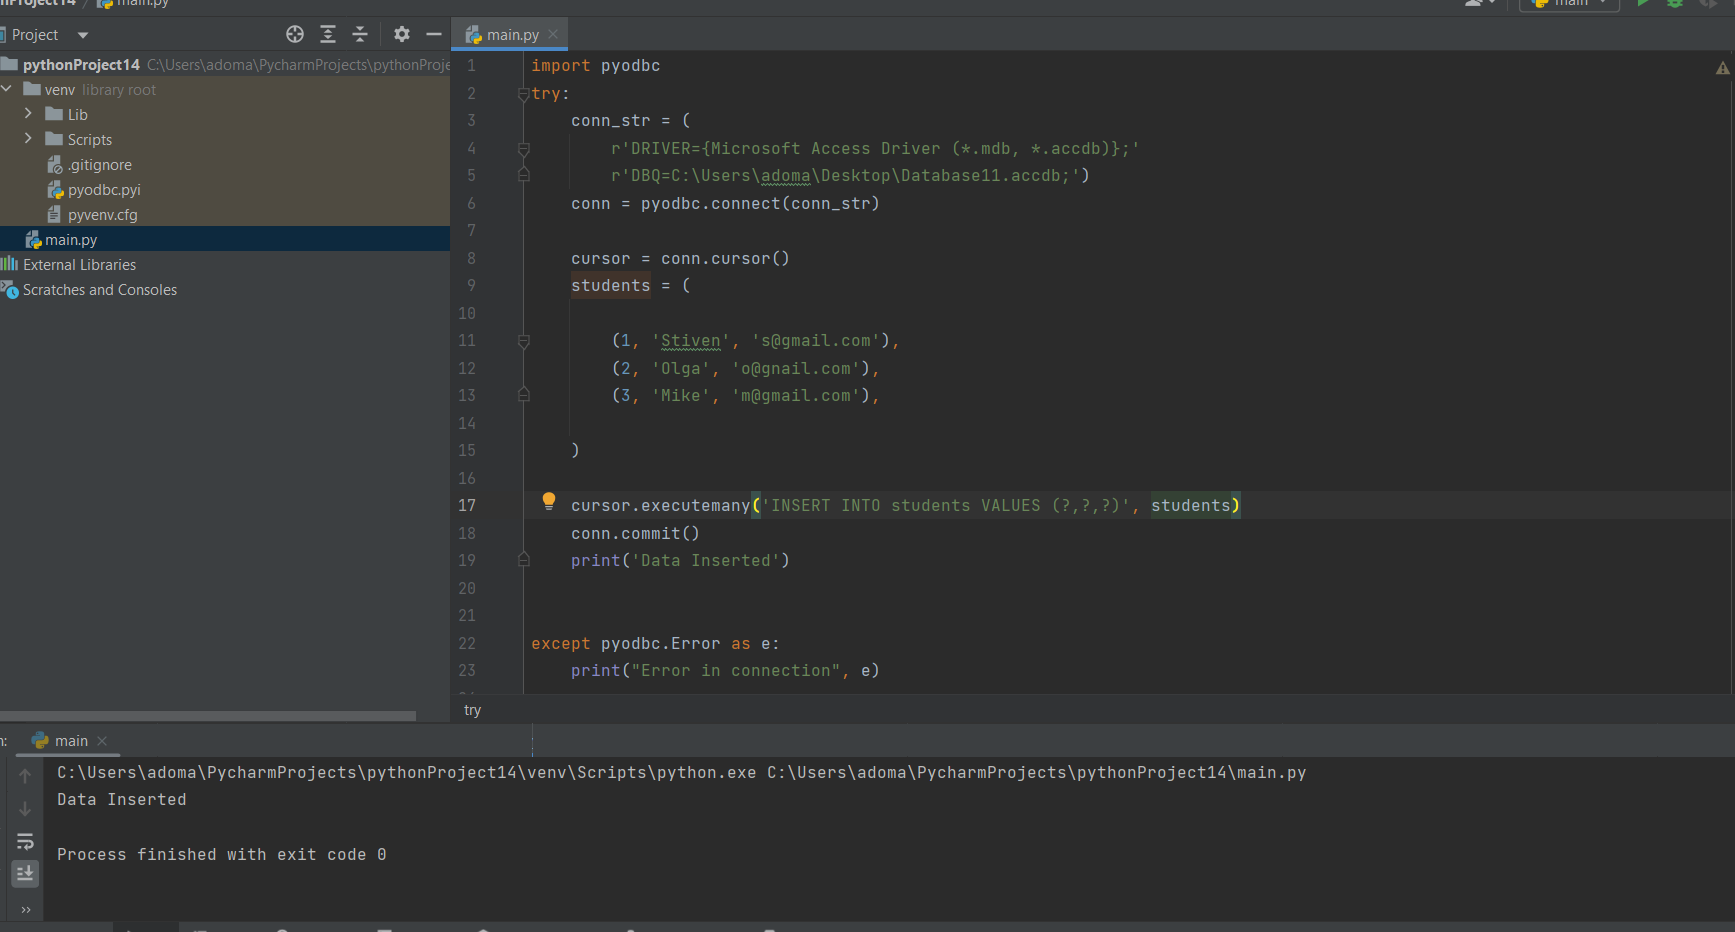 pythonProject14 / main.py
main
Project
main.py
pythonProject14 C:\Users\adoma\PycharmProjects\pythonProje
venv library root
Lib
Scripts
.gitignore
pyodbc.pyi
pyvenv.cfg
main.py
External Libraries
Scratches and Consoles
1 import pyodbc
2 try:
3 conn_str = (
4 r'DRIVER={Microsoft Access Driver (*.mdb, *.accdb)};'
5 r'DBQ=C:\Users\adoma\Desktop\Database11.accdb;')
6 conn = pyodbc.connect(conn_str)
7
8 cursor = conn.cursor()
9 students = (
10
11 (1, 'Stiven', 's@gmail.com'),
12 (2, 'Olga', 'o@gnail.com'),
13 (3, 'Mike', 'm@gmail.com'),
14
15 )
16
17 cursor.executemany('INSERT INTO students VALUES (?,?,?)', students)
18 conn.commit()
19 print('Data Inserted')
20
21
22 except pyodbc.Error as e:
23 print("Error in connection", e)
try
n: main
C:\Users\adoma\PycharmProjects\pythonProject14\venv\Scripts\python.exe C:\Users\adoma\PycharmProjects\pythonProject14\main.py
Data Inserted
Process finished with exit code 0